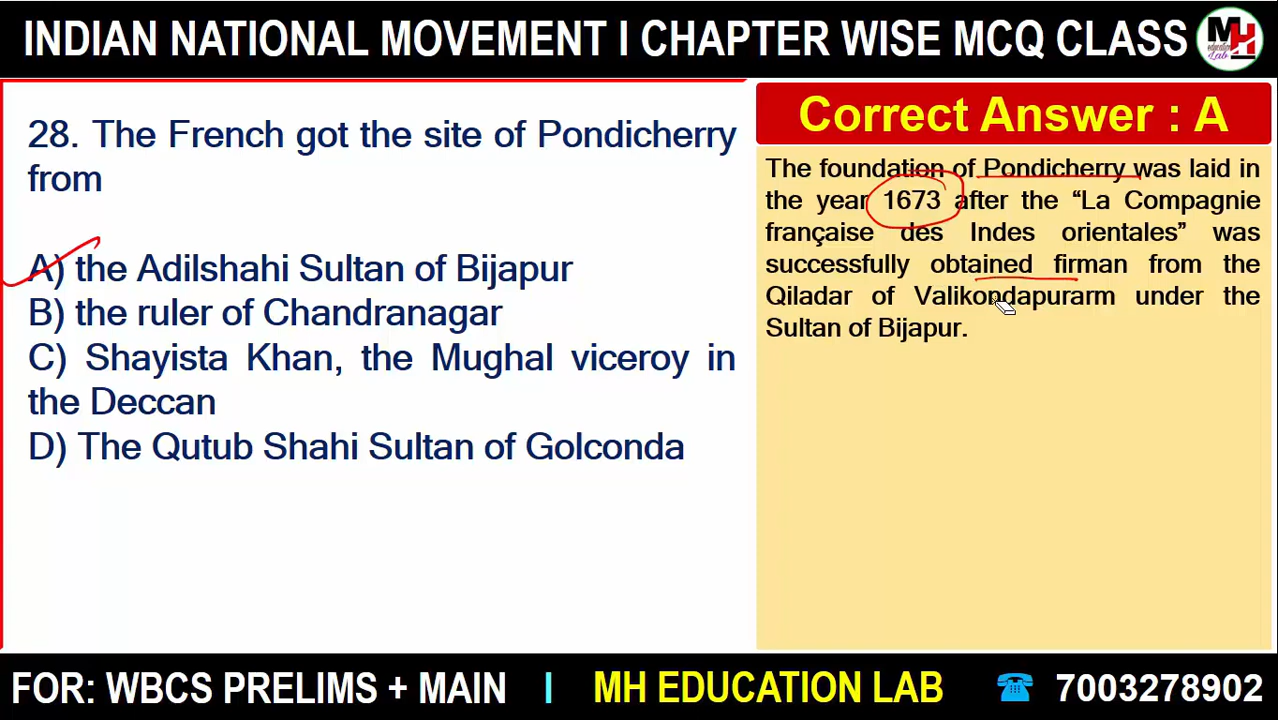 INDIAN NATIONAL MOVEMENT I CHAPTER WISE MCQ CLASS
MH
education
Lab
28. The French got the site of Pondicherry
from
A) the Adilshahi Sultan of Bijapur
B) the ruler of Chandranagar
C) Shayista Khan, the Mughal viceroy in
the Deccan
D) The Qutub Shahi Sultan of Golconda
Correct Answer : A
The foundation of Pondicherry was laid in
the year 1673 after the “La Compagnie
française des Indes orientales” was
successfully obtained firman from the
Qiladar of Valikondapurarm under the
Sultan of Bijapur.
FOR: WBCS PRELIMS + MAIN I MH EDUCATION LAB ☎ 7003278902